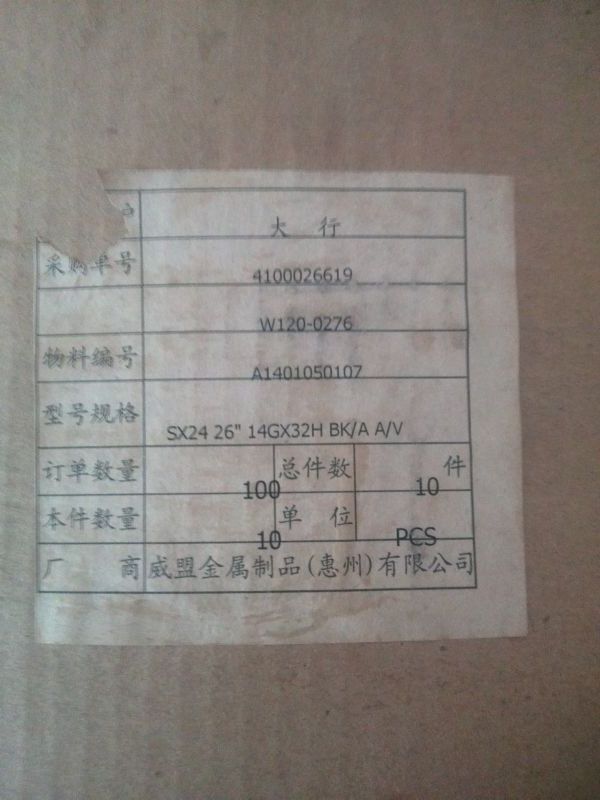 大 行
采购单号 4100026619
W120-0276
物料编号 A1401050107
型号规格 SX24 26" 14GX32H BK/A A/V
订单数量 100 总件数 10 件
本件数量 10 单 位 PCS
厂 商 威盟金属制品(惠州)有限公司